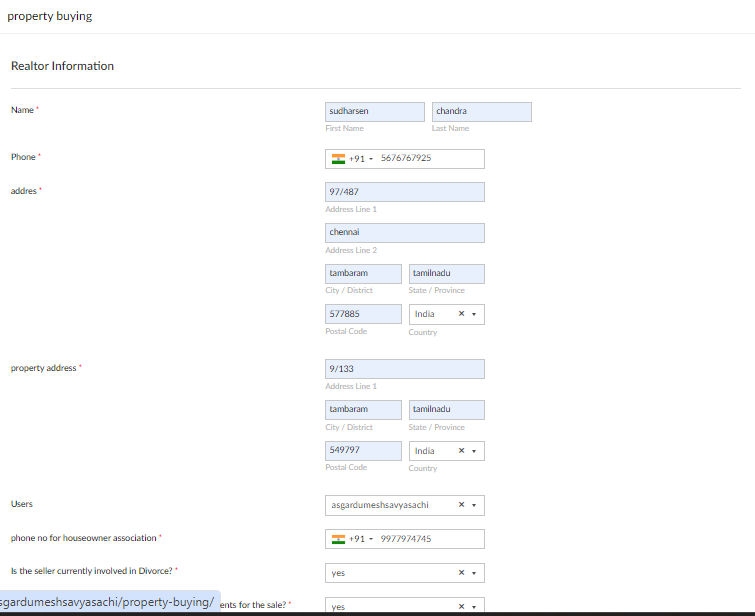 property buying
Realtor Information
Name *
sudharsen chandra
First Name Last Name
Phone *
+91 5676767925
addres *
97/487
Address Line 1
chennai
Address Line 2
tambaram tamilnadu
City / District State / Province
577885 India
Postal Code Country
property address *
9/133
Address Line 1
tambaram tamilnadu
City / District State / Province
549797 India
Postal Code Country
Users
asgardumeshsavyasachi
phone no for houseowner association *
+91 9977974745
Is the seller currently involved in Divorce? *
yes
sgardumeshsavyasachi/property-buying/ ents for the sale? *
yes